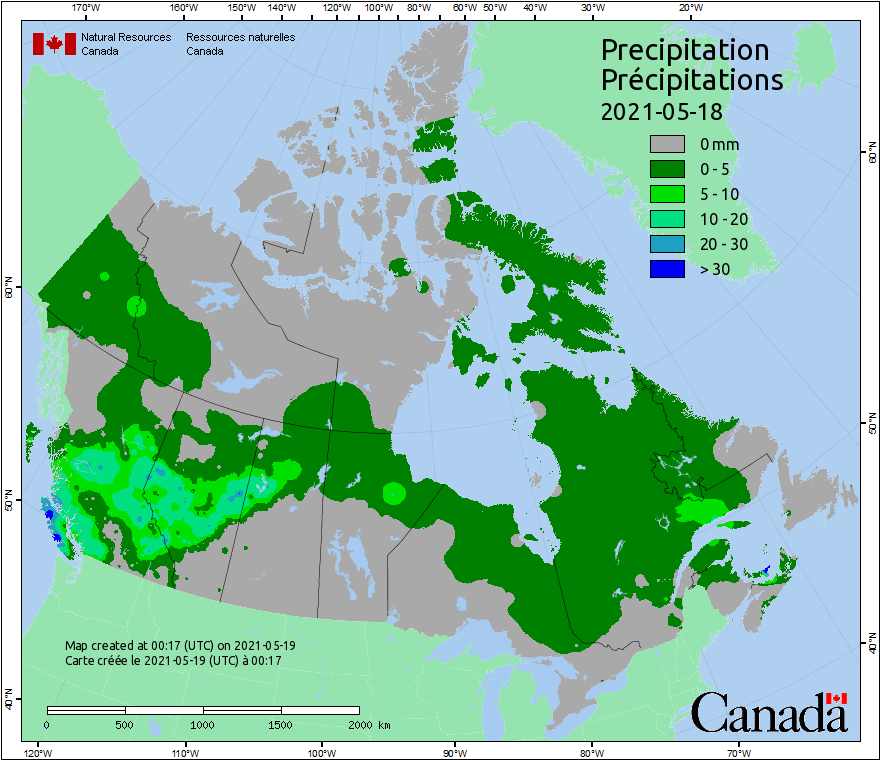 170°W 160°W 150°W 140°W 120°W 100°W 80°W 60°W 50°W 40°W 30°W 20°W
Natural Resources Canada
Ressources naturelles Canada
Precipitation
Précipitations
2021-05-18
0 mm
0 - 5
5 - 10
10 - 20
20 - 30
> 30
60°N
50°N
40°N
60°N
50°N
40°N
Map created at 00:17 (UTC) on 2021-05-19
Carte créée le 2021-05-19 (UTC) à 00:17
0 500 1000 1500 2000 km
Canada
120°W 110°W 100°W 90°W 80°W 70°W